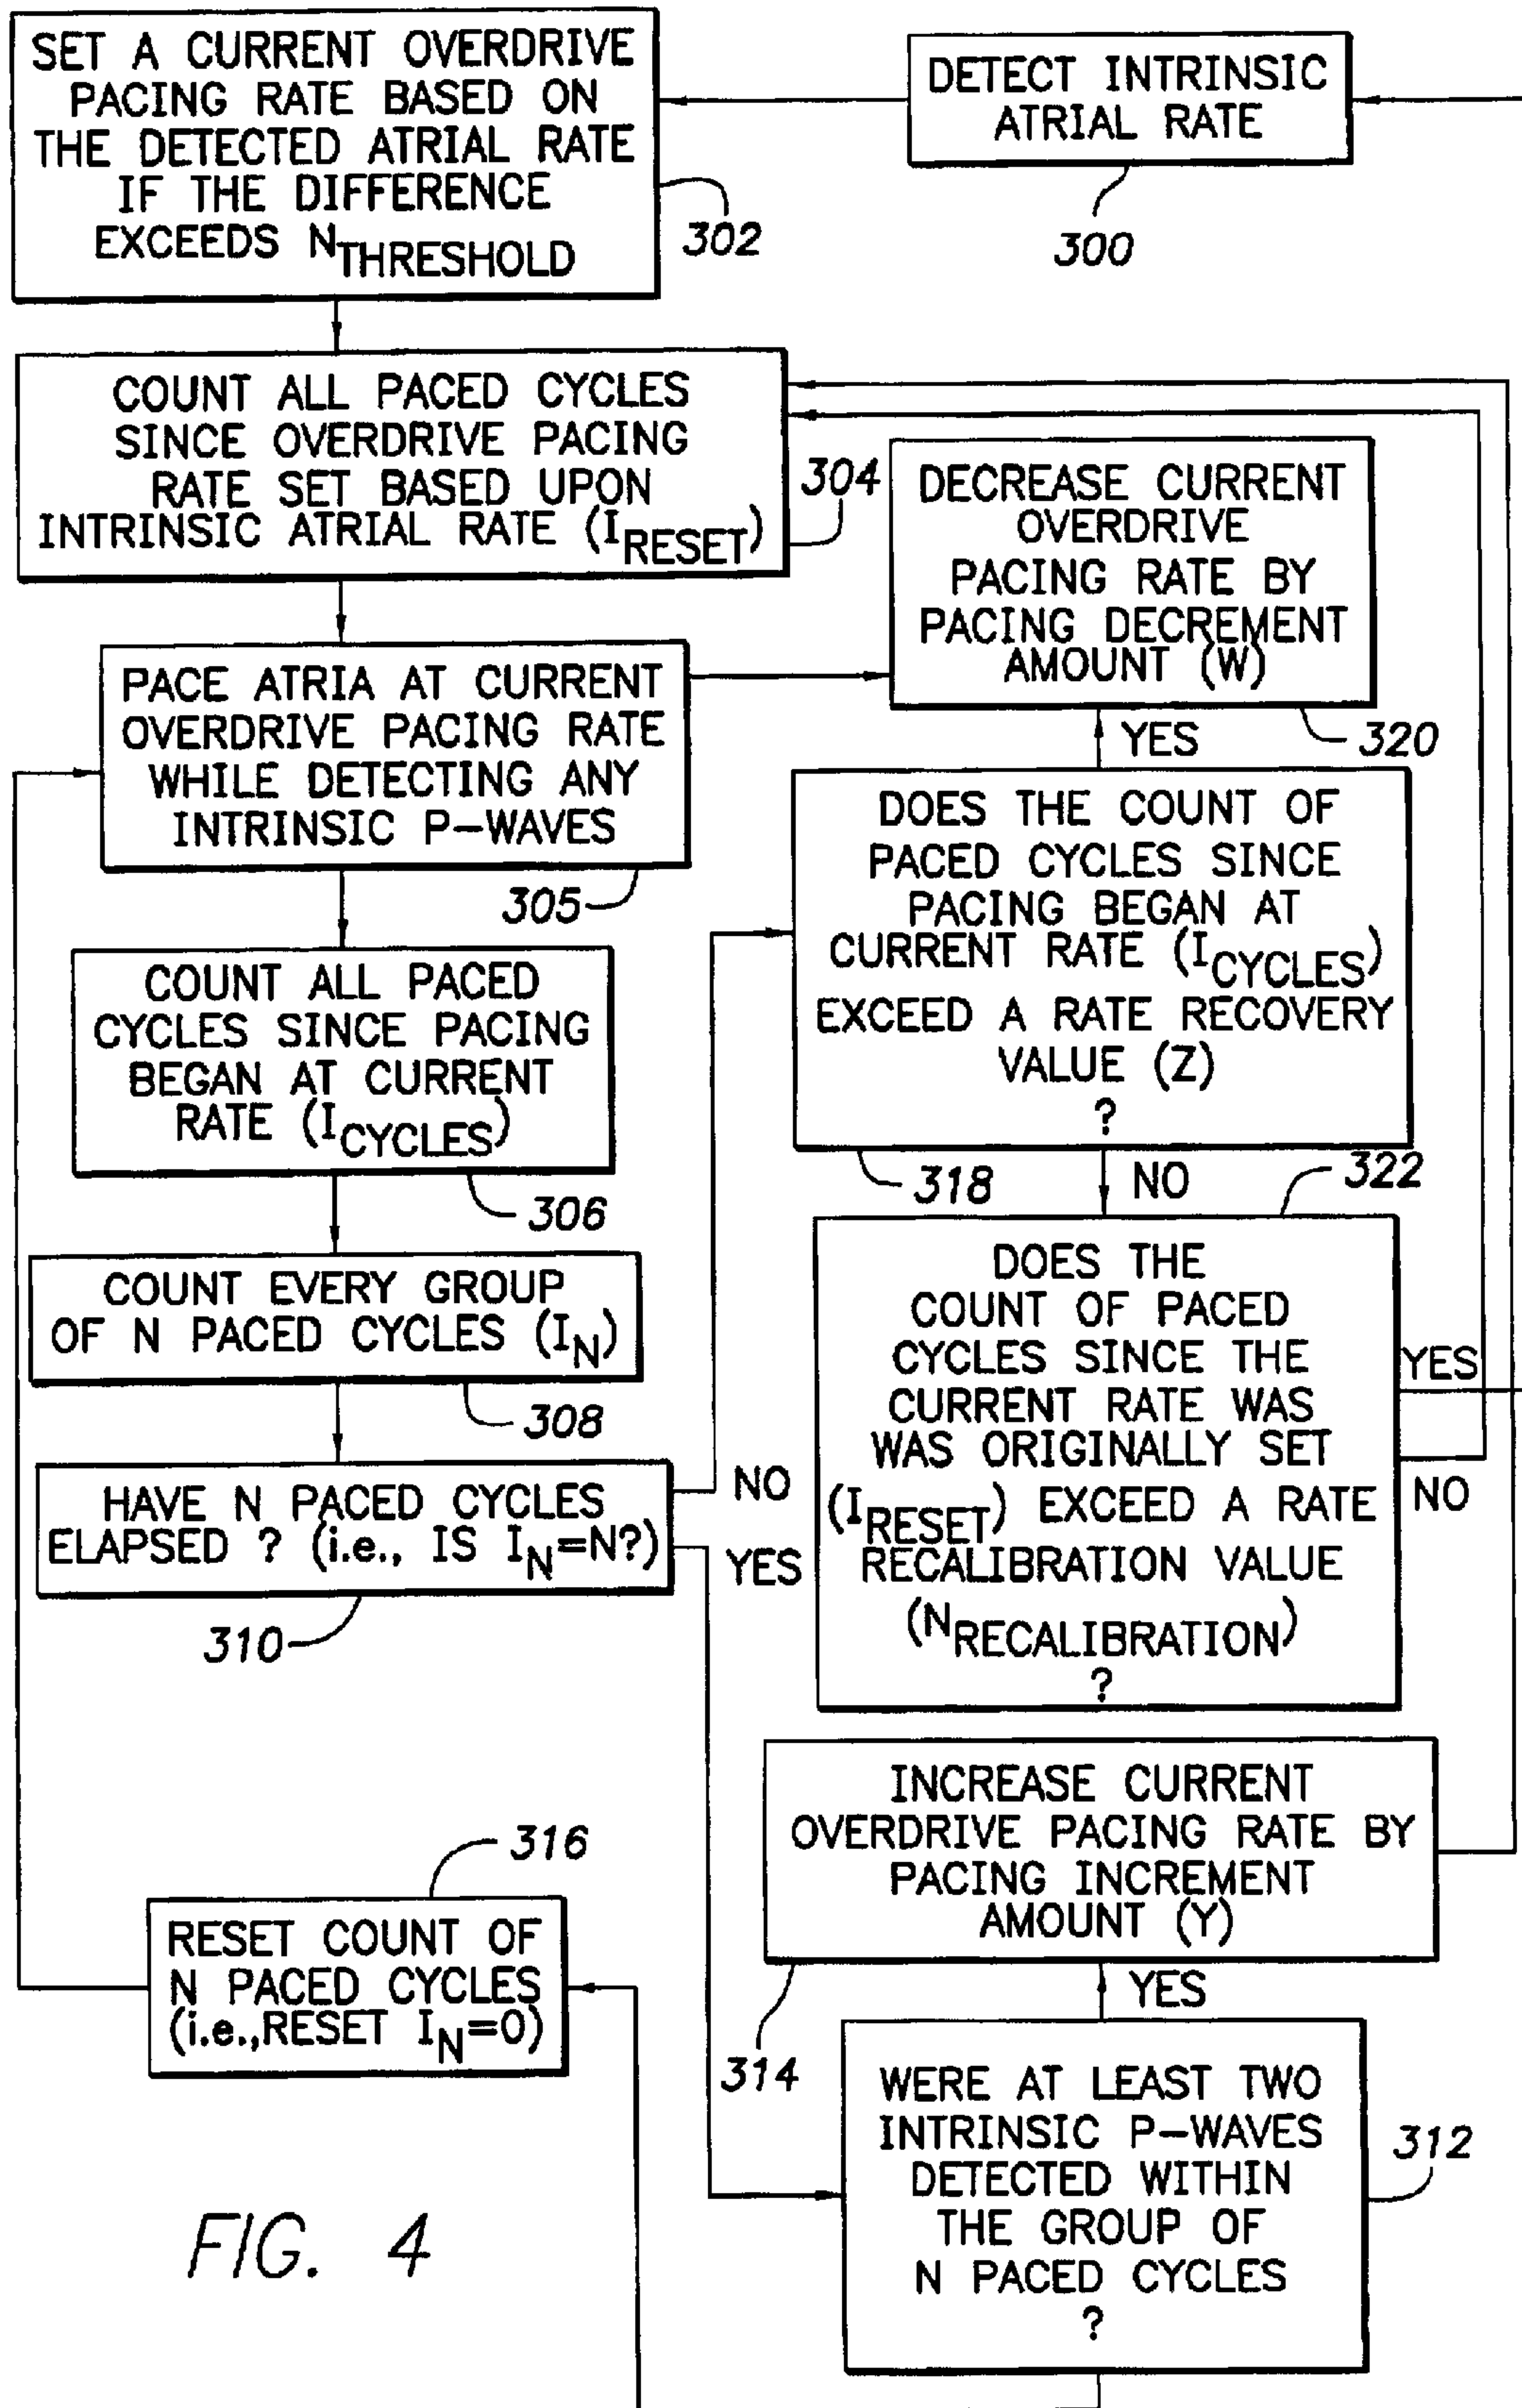 SET A CURRENT OVERDRIVE
PACING RATE BASED ON
THE DETECTED ATRIAL RATE
IF THE DIFFERENCE
EXCEEDS NTHRESHOLD
302
DETECT INTRINSIC
ATRIAL RATE
300
COUNT ALL PACED CYCLES
SINCE OVERDRIVE PACING
RATE SET BASED UPON
INTRINSIC ATRIAL RATE (IRESET)
304
DECREASE CURRENT
OVERDRIVE
PACING RATE BY
PACING DECREMENT
AMOUNT (W)
320
PACE ATRIA AT CURRENT
OVERDRIVE PACING RATE
WHILE DETECTING ANY
INTRINSIC P-WAVES
305
YES
DOES THE COUNT OF
PACED CYCLES SINCE
PACING BEGAN AT
CURRENT RATE (ICYCLES)
EXCEED A RATE RECOVERY
VALUE (Z)
?
318
NO
COUNT ALL PACED
CYCLES SINCE PACING
BEGAN AT CURRENT
RATE (ICYCLES)
306
322
DOES THE
COUNT OF PACED
CYCLES SINCE THE
CURRENT RATE WAS
WAS ORIGINALLY SET
(IRESET) EXCEED A RATE
RECALIBRATION VALUE
(NRECALIBRATION)
?
YES
NO
COUNT EVERY GROUP
OF N PACED CYCLES (IN)
308
HAVE N PACED CYCLES
ELAPSED ? (i.e., IS IN=N?)
310
NO
YES
INCREASE CURRENT
OVERDRIVE PACING RATE BY
PACING INCREMENT
AMOUNT (Y)
314
YES
316
RESET COUNT OF
N PACED CYCLES
(i.e.,RESET IN=0)
WERE AT LEAST TWO
INTRINSIC P-WAVES
DETECTED WITHIN
THE GROUP OF
N PACED CYCLES
?
312
FIG. 4